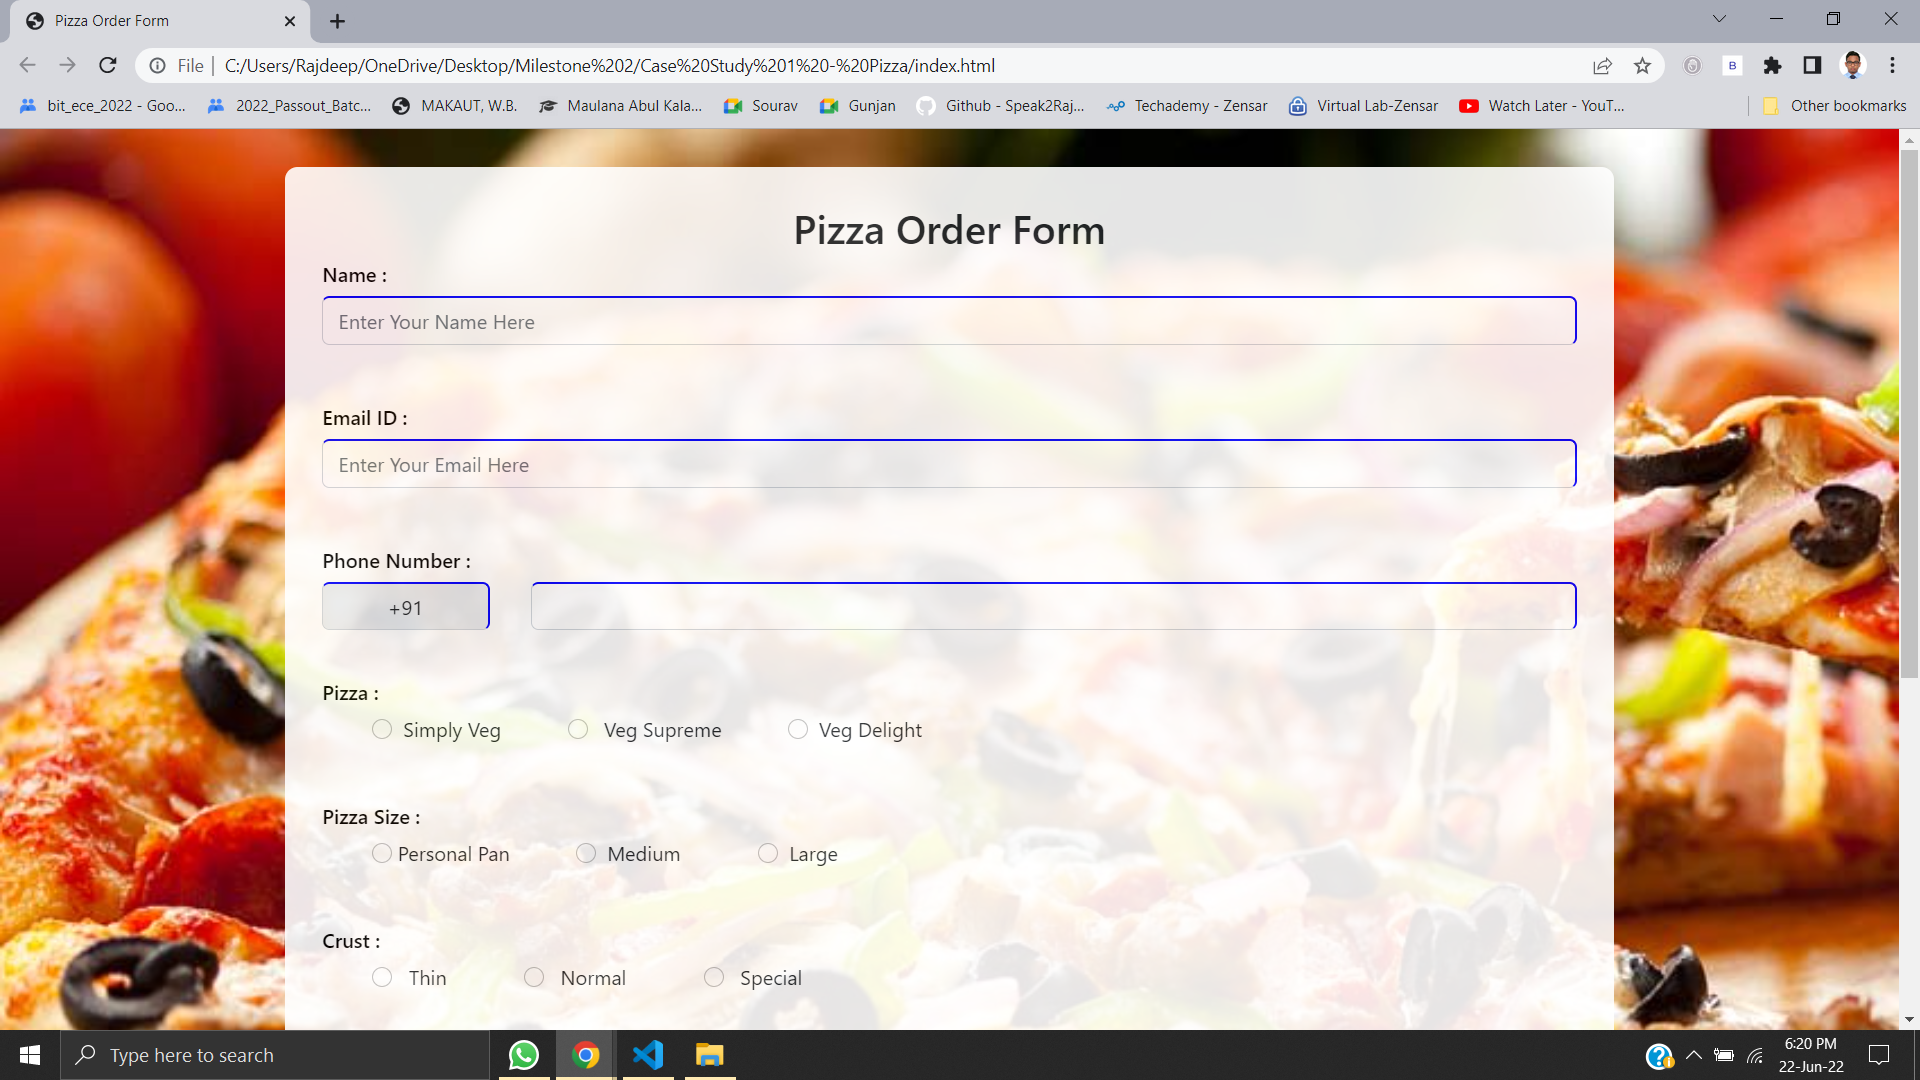 Pizza Order Form
File | C:/Users/Rajdeep/OneDrive/Desktop/Milestone%202/Case%20Study%201%20-%20Pizza/index.html
B
bit_ece_2022 - Goo... 2022_Passout_Batc... MAKAUT, W.B. Maulana Abul Kala... Sourav Gunjan Github - Speak2Raj... Techademy - Zensar Virtual Lab-Zensar Watch Later - YouT... Other bookmarks
Pizza Order Form
Name :
Enter Your Name Here
Email ID :
Enter Your Email Here
Phone Number :
+91
Pizza :
Simply Veg Veg Supreme Veg Delight
Pizza Size :
Personal Pan Medium Large
Crust :
Thin Normal Special
Type here to search
6:20 PM
22-Jun-22